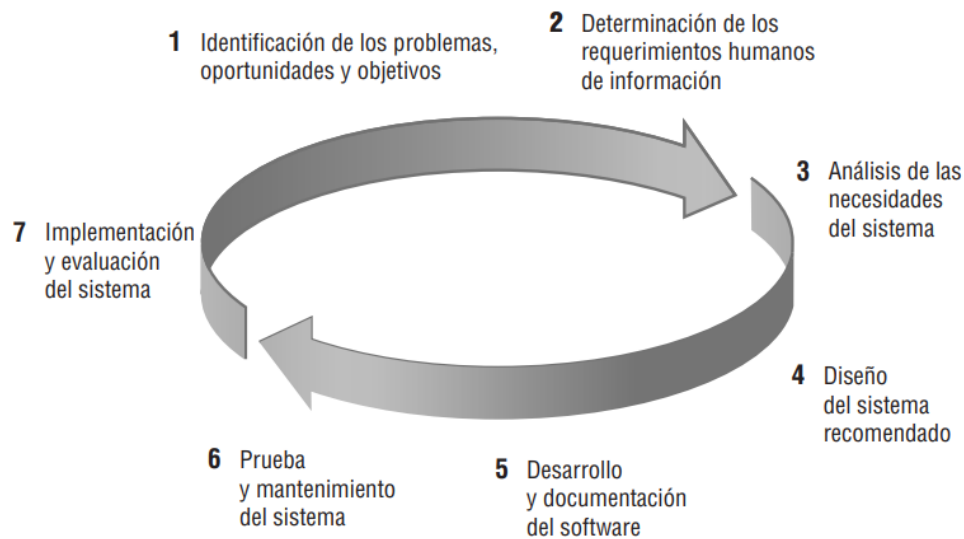 1 Identificación de los problemas,
oportunidades y objetivos
2 Determinación de los
requerimientos humanos
de información
3 Análisis de las
necesidades
del sistema
4 Diseño
del sistema
recomendado
5 Desarrollo
y documentación
del software
6 Prueba
y mantenimiento
del sistema
7 Implementación
y evaluación
del sistema